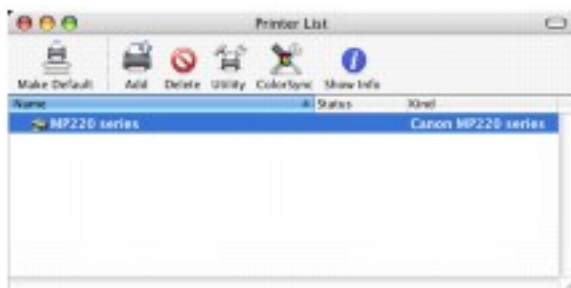 Printer List
Make Default Add Delete Utility ColorSync Show Info
Name Status Kind
MP220 series Canon MP220 series